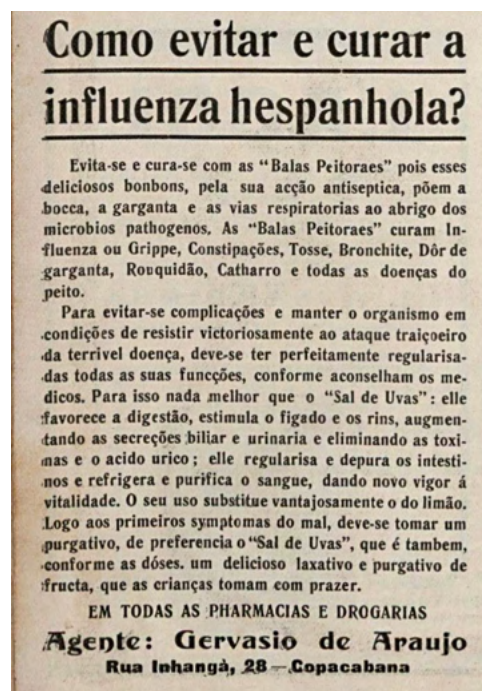 Como evitar e curar a
influenza hespanhola?
Evita-se e cura-se com as "Balas Peitoraes" pois esses
deliciosos bonbons, pela sua acção antiseptica, põem a
bocca, a garganta e as vias respiratorias ao abrigo dos
microbios pathogenos. As "Balas Peitoraes" curam In-
fluenza ou Grippe, Constipações, Tosse, Bronchite, Dôr de
garganta, Rouquidão, Catharro e todas as doenças do
peito.
Para evitar-se complicações e manter o organismo em
condições de resistir victoriosamente ao ataque traiçoeiro
da terrivel doença, deve-se ter perfeitamente regularisa-
das todas as suas funcções, conforme aconselham os me-
dicos. Para isso nada melhor que o "Sal de Uvas": elle
favorece a digestão, estimula o figado e os rins, augmen-
tando as secreções biliar e urinaria e eliminando as toxi-
nas e o acido urico; elle regularisa e depura os intesti-
nos e refrigera e purifica o sangue, dando novo vigor á
vitalidade. O seu uso substitue vantajosamente o do limão.
Logo aos primeiros symptomas do mal, deve-se tomar um
purgativo, de preferencia o "Sal de Uvas", que é tambem,
conforme as dóses. um delicioso laxativo e purgativo de
fructa, que as crianças tomam com prazer.
EM TODAS AS PHARMACIAS E DROGARIAS
Agente: Gervasio de Araujo
Rua Inhangà, 28 — Copacabana